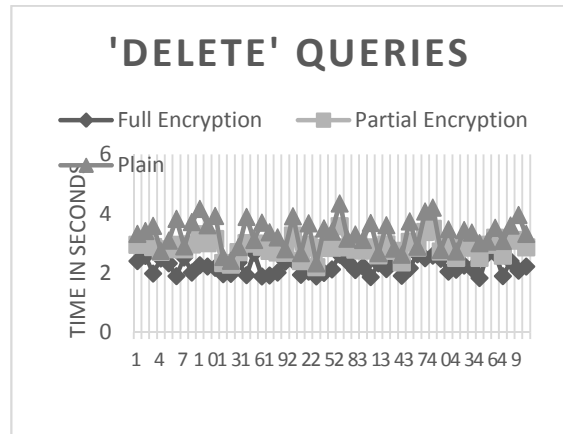 'DELETE' QUERIES
Full Encryption
Partial Encryption
Plain
TIME IN SECONDS
6
4
2
0
1 4 7 1 01 31 61 92 22 52 83 13 43 74 04 34 64 9